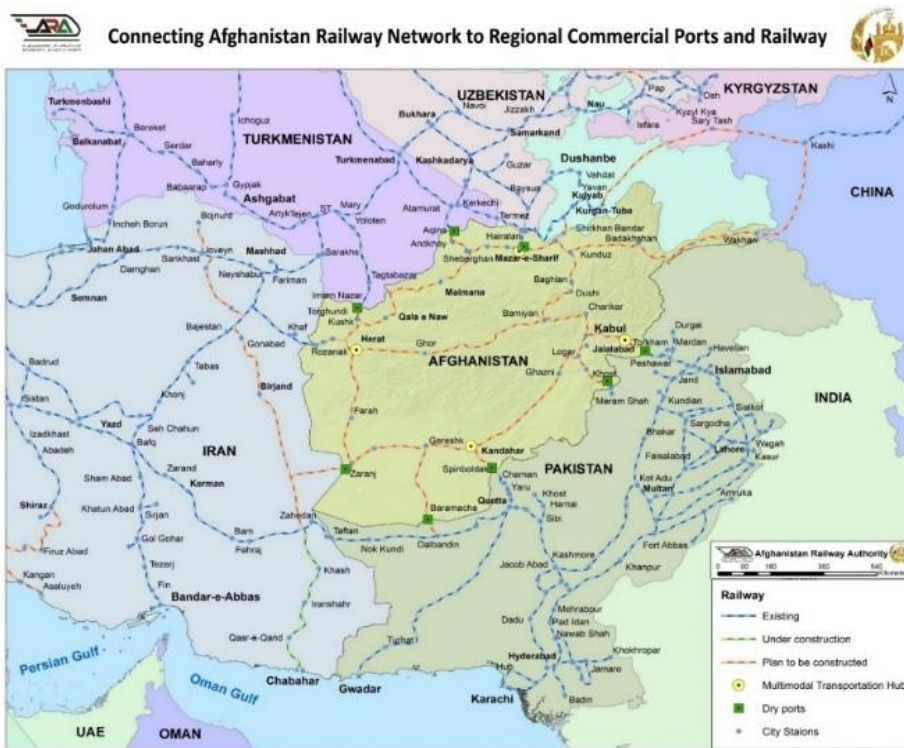 ARA
Connecting Afghanistan Railway Network to Regional Commercial Ports and Railway
UZBEKISTAN
KYRGYZSTAN
TURKMENISTAN
CHINA
IRAN
AFGHANISTAN
PAKISTAN
INDIA
UAE
OMAN
Persian Gulf
Oman Gulf
N
Turkmenbashi
Balkanabat
Bereket
Serdar
Baharly
Babaarap
Gypjak
Ichoguz
Ashgabat
Artyk
Tejen
ST
Mary
Yoloten
Turkmenabad
Atamurat
Kerkechi
Sarakhs
Tagtabazar
Imam Nazar
Gedurolum
Bukhara
Navoi
Jizzakh
Samarkand
Kashkadarya
Guzar
Baysun
Termez
Nau
Pap
Osh
Kyzyl Kya
Sary Tash
Isfara
Dushanbe
Vahdat
Yavan
Kulyab
Kurgan-Tube
Kashi
Wakhan
Shirkhan Bandar
Badakhshan
Kunduz
Aqina
Andkhoy
Hairatan
Mazar-e-Sharif
Sheberghan
Maimana
Baghlan
Dushi
Charikar
Bamiyan
Kabul
Jalalabad
Torkham
Logar
Ghazni
Khost
Qala e Naw
Torghundi
Kushk
Herat
Rozanak
Ghor
Farah
Gereshk
Kandahar
Spinboldak
Zaranj
Baramacha
Incheh Borun
Bojnurd
Jahan Abad
Sankhast
Joveyn
Mashhad
Damghan
Neyshabur
Fariman
Semnan
Bajestan
Khaf
Gonabad
Badrud
Tabas
Sistan
Khonj
Birjand
Izadkhast
Yazd
Seh Chahun
Abadeh
Bafq
Zarand
Sham Abad
Kerman
Khatun Abad
Shiraz
Sirjan
Gol Gohar
Bam
Fahraj
Zahedan
Firuz Abad
Tezerj
Fin
Kangan
Asaluyeh
Bandar-e-Abbas
Khash
Iranshahr
Qasr-e-Qand
Chabahar
Taftan
Nok Kundi
Dalbandin
Gwadar
Karachi
Hub
Chaman
Yaru
Quetta
Khost
Harnai
Sibi
Jacob Abad
Kashmore
Dadu
Mehrabpur
Pad Idan
Nawab Shah
Hyderabad
Khokhropar
Jamaro
Badin
Khanpur
Fort Abbas
Amruka
Multan
Kot Adu
Faisalabad
Bhakar
Sargodha
Kundian
Lahore
Wagah
Kasur
Sialkot
Islamabad
Jand
Peshawar
Mardan
Durgai
Havelian
Meram Shah
Afghanistan Railway Authority
0 90 180 360 540
Railway
Existing
Under construction
Plan to be constructed
Multimodal Transportation Hub
Dry ports
City Staions